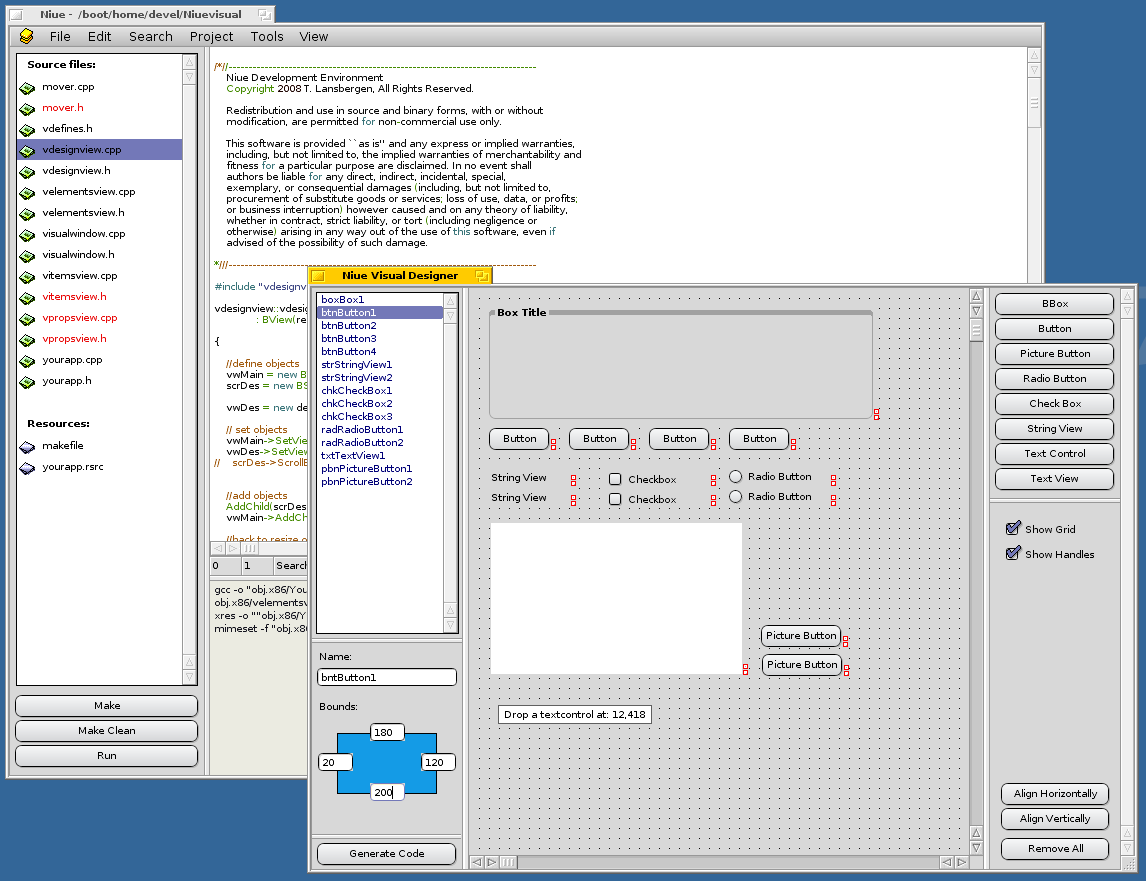 Niue - /boot/home/devel/Niuevisual
File Edit Search Project Tools View
Source files:
mover.cpp
mover.h
vdefines.h
vdesignview.cpp
vdesignview.h
velementsview.cpp
velementsview.h
visualwindow.cpp
visualwindow.h
vitemsview.cpp
vitemsview.h
vpropsview.cpp
vpropsview.h
yourapp.cpp
yourapp.h
Resources:
makefile
yourapp.rsrc
Make
Make Clean
Run
/*//------------------------------------------------------------------------------
Niue Development Environment
Copyright 2008 T. Lansbergen, All Rights Reserved.
Redistribution and use in source and binary forms, with or without
modification, are permitted for non-commercial use only.
This software is provided ``as is'' and any express or implied warranties,
including, but not limited to, the implied warranties of merchantability and
fitness for a particular purpose are disclaimed. In no event shall
authors be liable for any direct, indirect, incidental, special,
exemplary, or consequential damages (including, but not limited to,
procurement of substitute goods or services; loss of use, data, or profits;
or business interruption) however caused and on any theory of liability,
whether in contract, strict liability, or tort (including negligence or
otherwise) arising in any way out of the use of this software, even if
advised of the possibility of such damage.
*///------------------------------------------------------------------------------
#include "vdesignv
vdesignview::vdesig
: BView(re
{
//define objects
vwMain = new B
scrDes = new BS
vwDes = new de
// set objects
vwMain->SetVie
vwDes->SetView
// scrDes->ScrollB
//add objects
AddChild(scrDes
vwMain->AddCh
//hack to resize o
0 1 Search
gcc -o "obj.x86/You
obj.x86/velementsv
xres -o ""obj.x86/Y
mimeset -f "obj.x86
Niue Visual Designer
boxBox1
btnButton1
btnButton2
btnButton3
btnButton4
strStringView1
strStringView2
chkCheckBox1
chkCheckBox2
chkCheckBox3
radRadioButton1
radRadioButton2
txtTextView1
pbnPictureButton1
pbnPictureButton2
Name:
bntButton1
Bounds:
180
20 120
200
Generate Code
Box Title
Button Button Button Button
String View Checkbox Radio Button
String View Checkbox Radio Button
Picture Button
Picture Button
Drop a textcontrol at: 12,418
BBox
Button
Picture Button
Radio Button
Check Box
String View
Text Control
Text View
Show Grid
Show Handles
Align Horizontally
Align Vertically
Remove All